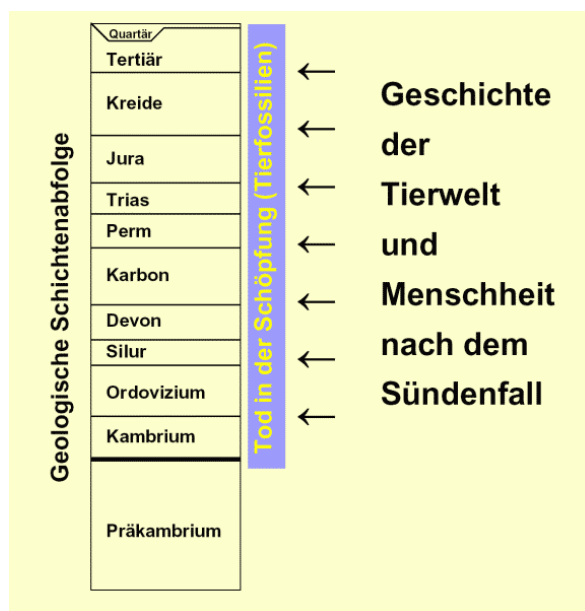 Geologische Schichtenabfolge
Quartär
Tertiär
Kreide
Jura
Trias
Perm
Karbon
Devon
Silur
Ordovizium
Kambrium
Präkambrium
Tod in der Schöpfung (Tierfossilien)
Geschichte
der
Tierwelt
und
Menschheit
nach dem
Sündenfall